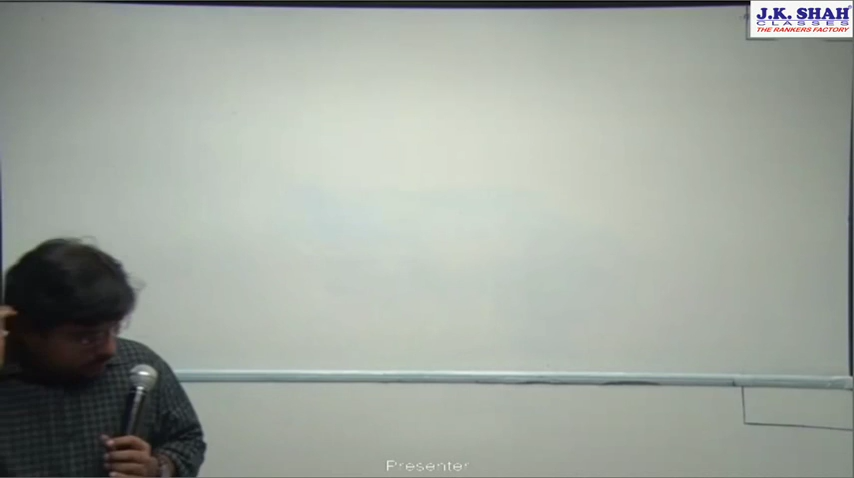 J.K. SHAH®
CLASSES
THE RANKERS FACTORY
Presenter